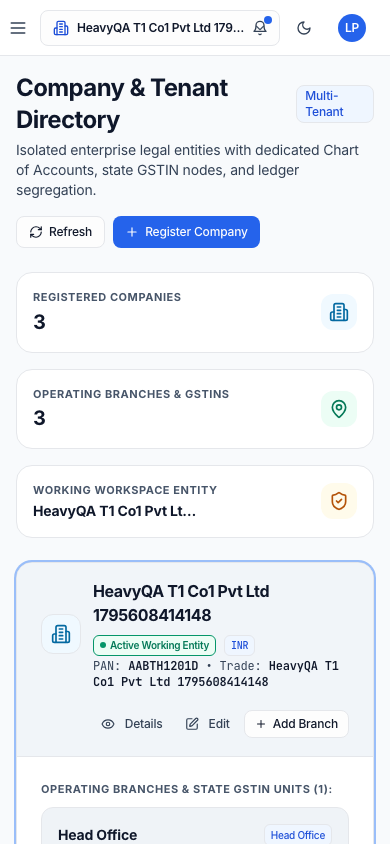 HeavyQA T1 Co1 Pvt Ltd 179...
LP
Company & Tenant
Directory
Multi-
Tenant
Isolated enterprise legal entities with dedicated Chart
of Accounts, state GSTIN nodes, and ledger
segregation.
Refresh
Register Company
REGISTERED COMPANIES
3
OPERATING BRANCHES & GSTINS
3
WORKING WORKSPACE ENTITY
HeavyQA T1 Co1 Pvt Lt...
HeavyQA T1 Co1 Pvt Ltd
1795608414148
Active Working Entity
INR
PAN: AABTH1201D • Trade: HeavyQA T1
Co1 Pvt Ltd 1795608414148
Details
Edit
Add Branch
OPERATING BRANCHES & STATE GSTIN UNITS (1):
Head Office
Head Office